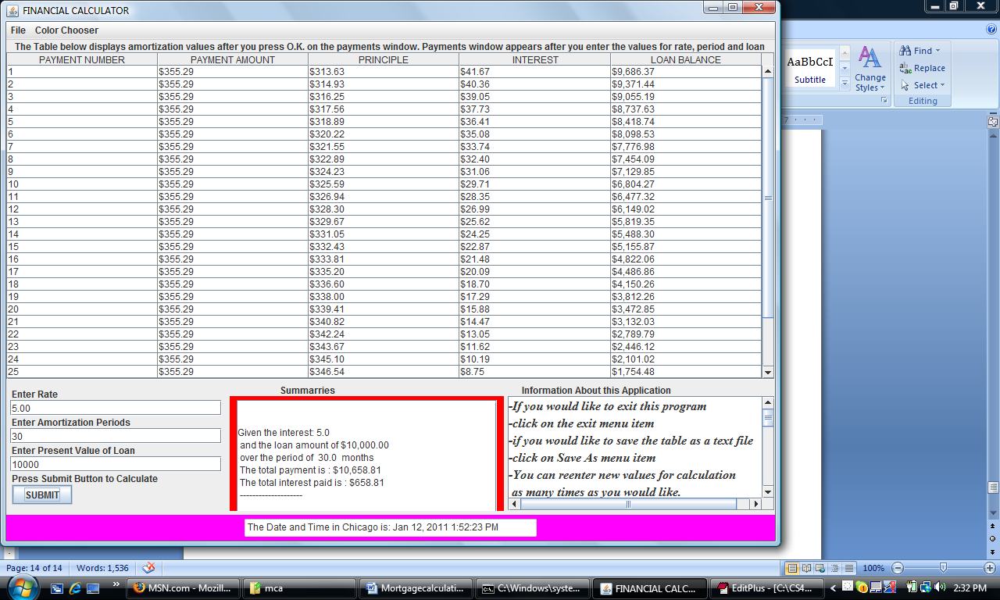 FINANCIAL CALCULATOR
File Color Chooser
The Table below displays amortization values after you press O.K. on the payments window. Payments window appears after you enter the values for rate, period and loan
PAYMENT NUMBER PAYMENT AMOUNT PRINCIPLE INTEREST LOAN BALANCE
1 $355.29 $313.63 $41.67 $9,686.37
2 $355.29 $314.93 $40.36 $9,371.44
3 $355.29 $316.25 $39.05 $9,055.19
4 $355.29 $317.56 $37.73 $8,737.63
5 $355.29 $318.89 $36.41 $8,418.74
6 $355.29 $320.22 $35.08 $8,098.53
7 $355.29 $321.55 $33.74 $7,776.98
8 $355.29 $322.89 $32.40 $7,454.09
9 $355.29 $324.23 $31.06 $7,129.85
10 $355.29 $325.59 $29.71 $6,804.27
11 $355.29 $326.94 $28.35 $6,477.32
12 $355.29 $328.30 $26.99 $6,149.02
13 $355.29 $329.67 $25.62 $5,819.35
14 $355.29 $331.05 $24.25 $5,488.30
15 $355.29 $332.43 $22.87 $5,155.87
16 $355.29 $333.81 $21.48 $4,822.06
17 $355.29 $335.20 $20.09 $4,486.86
18 $355.29 $336.60 $18.70 $4,150.26
19 $355.29 $338.00 $17.29 $3,812.26
20 $355.29 $339.41 $15.88 $3,472.85
21 $355.29 $340.82 $14.47 $3,132.03
22 $355.29 $342.24 $13.05 $2,789.79
23 $355.29 $343.67 $11.62 $2,446.12
24 $355.29 $345.10 $10.19 $2,101.02
25 $355.29 $346.54 $8.75 $1,754.48
Enter Rate
5.00
Enter Amortization Periods
30
Enter Present Value of Loan
10000
Press Submit Button to Calculate
SUBMIT
Summarries
Given the interest: 5.0
and the loan amount of $10,000.00
over the period of 30.0 months
The total payment is : $10,658.81
The total interest paid is : $658.81
--------------------
Information About this Application
-If you would like to exit this program
-click on the exit menu item
-if you would like to save the table as a text file
-click on Save As menu item
-You can reenter new values for calculation
as many times as you would like.
The Date and Time in Chicago is: Jan 12, 2011 1:52:23 PM
AaBbCcI
Subtitle
Change
Styles
Find
Replace
Select
Editing
7
Page: 14 of 14 Words: 1,536
100%
MSN.com - Mozill... mca Mortgagecalculati... C:\Windows\syste... FINANCIAL CALC... EditPlus - [C:\CS4... 2:32 PM